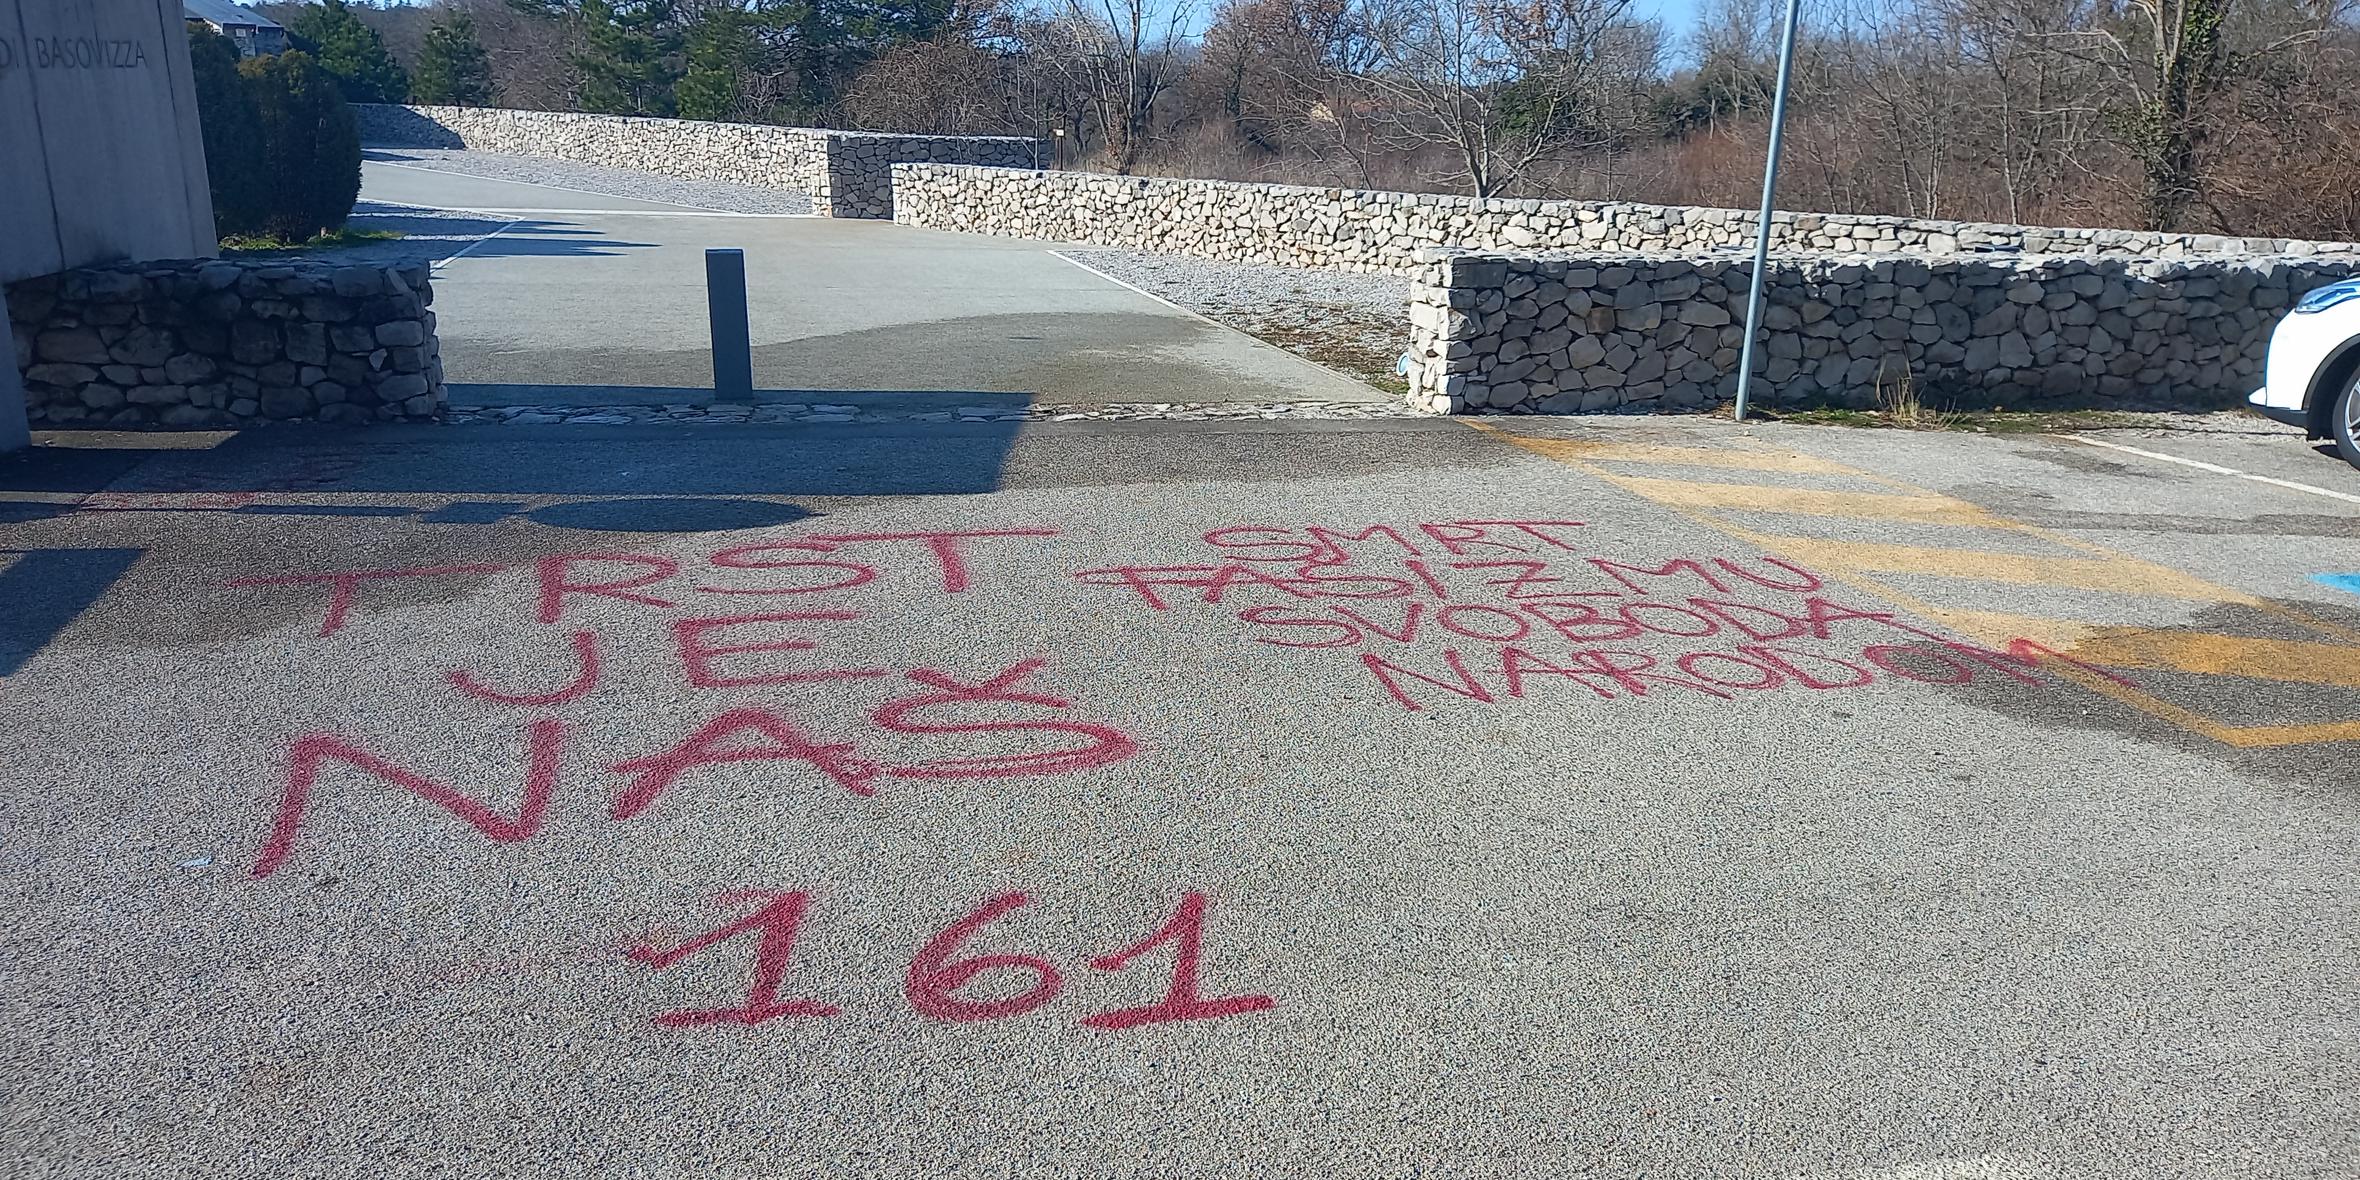 DI BASOVIZZA
TRST
JE
NAŠ
161
SMRT
FAŠIZMU
SVOBODA
NARODOM